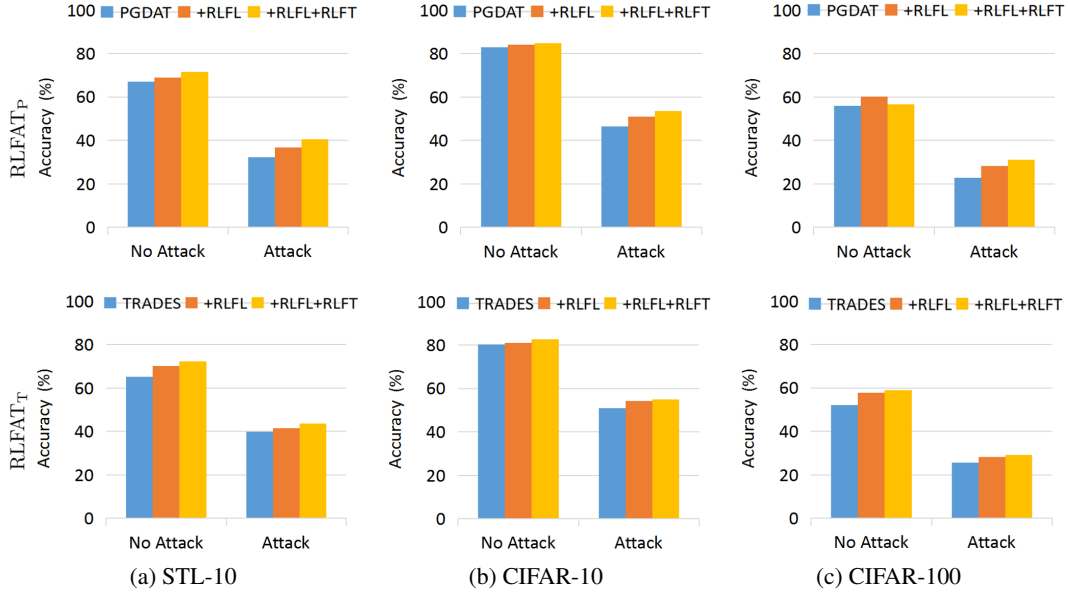 PGDAT +RLFL +RLFL+RLFT
100
80
60
40
20
0
Accuracy (%)
No Attack Attack
RLFAT_P
PGDAT +RLFL +RLFL+RLFT
100
80
60
40
20
0
Accuracy (%)
No Attack Attack
PGDAT +RLFL +RLFL+RLFT
100
80
60
40
20
0
Accuracy (%)
No Attack Attack
TRADES +RLFL +RLFL+RLFT
100
80
60
40
20
0
Accuracy (%)
No Attack Attack
RLFAT_T
TRADES +RLFL +RLFL+RLFT
100
80
60
40
20
0
Accuracy (%)
No Attack Attack
TRADES +RLFL +RLFL+RLFT
100
80
60
40
20
0
Accuracy (%)
No Attack Attack
(a) STL-10
(b) CIFAR-10
(c) CIFAR-100